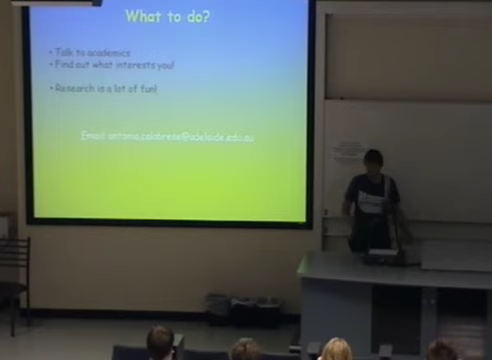 What to do?
• Talk to academics
• Find out what interests you!
• Research is a lot of fun!
Email: antonio.calabrese@adelaide.edu.au